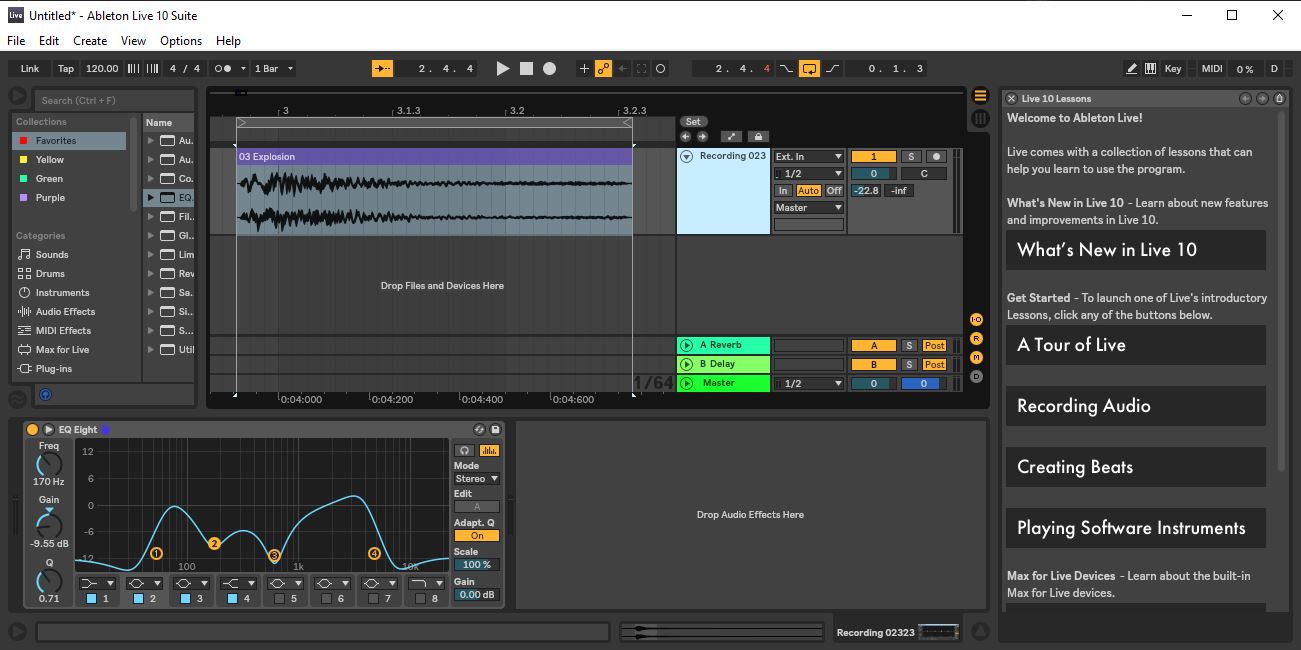 Live Untitled* - Ableton Live 10 Suite
File Edit Create View Options Help
Link Tap 120.00 4 / 4 1 Bar 2. 4. 4 2. 4. 4 0. 1. 3 Key MIDI 0 % D
Search (Ctrl + F)
Collections
Favorites
Yellow
Green
Purple
Categories
Sounds
Drums
Instruments
Audio Effects
MIDI Effects
Max for Live
Plug-ins
Name
Au.
Au.
Co.
EQ.
Fil..
Gl..
Lim
Rev
Sa..
Si...
S...
Util
3 3.1.3 3.2 3.2.3
Set
03 Explosion
Drop Files and Devices Here
1/64
0:04:000 0:04:200 0:04:400 0:04:600
Recording 023 Ext. In 1 S
1/2 0 C
In Auto Off -22.8 -inf
Master
A Reverb A S Post
B Delay B S Post
Master 1/2 0 0
I·O
R
M
D
Live 10 Lessons
Welcome to Ableton Live!
Live comes with a collection of lessons that can
help you learn to use the program.
What's New in Live 10 - Learn about new features
and improvements in Live 10.
What's New in Live 10
Get Started - To launch one of Live's introductory
Lessons, click any of the buttons below.
A Tour of Live
Recording Audio
Creating Beats
Playing Software Instruments
Max for Live Devices - Learn about the built-in
Max for Live devices.
EQ Eight
Freq
170 Hz
Gain
-9.55 dB
Q
0.71
12
6
0
-6
-12
100 1k 10k
1 2 3 4
1 2 3 4 5 6 7 8
Mode
Stereo
Edit
A
Adapt. Q
On
Scale
100 %
Gain
0.00 dB
Drop Audio Effects Here
Recording 02323